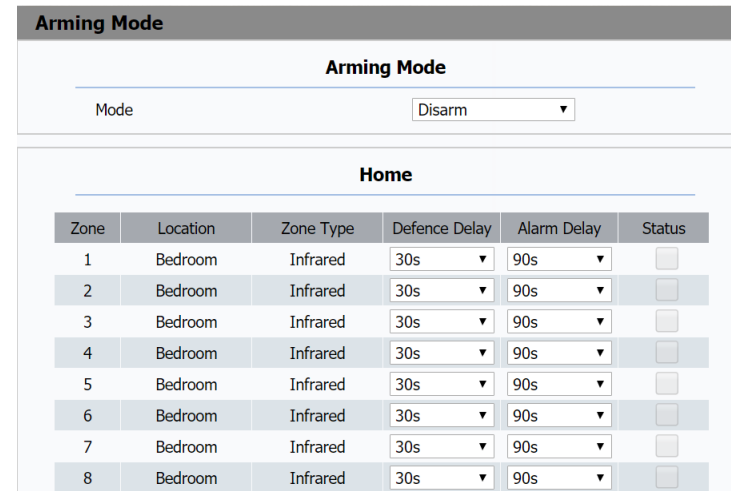 Arming Mode
Arming Mode
Mode Disarm
Home
Zone Location Zone Type Defence Delay Alarm Delay Status
1 Bedroom Infrared 30s 90s
2 Bedroom Infrared 30s 90s
3 Bedroom Infrared 30s 90s
4 Bedroom Infrared 30s 90s
5 Bedroom Infrared 30s 90s
6 Bedroom Infrared 30s 90s
7 Bedroom Infrared 30s 90s
8 Bedroom Infrared 30s 90s